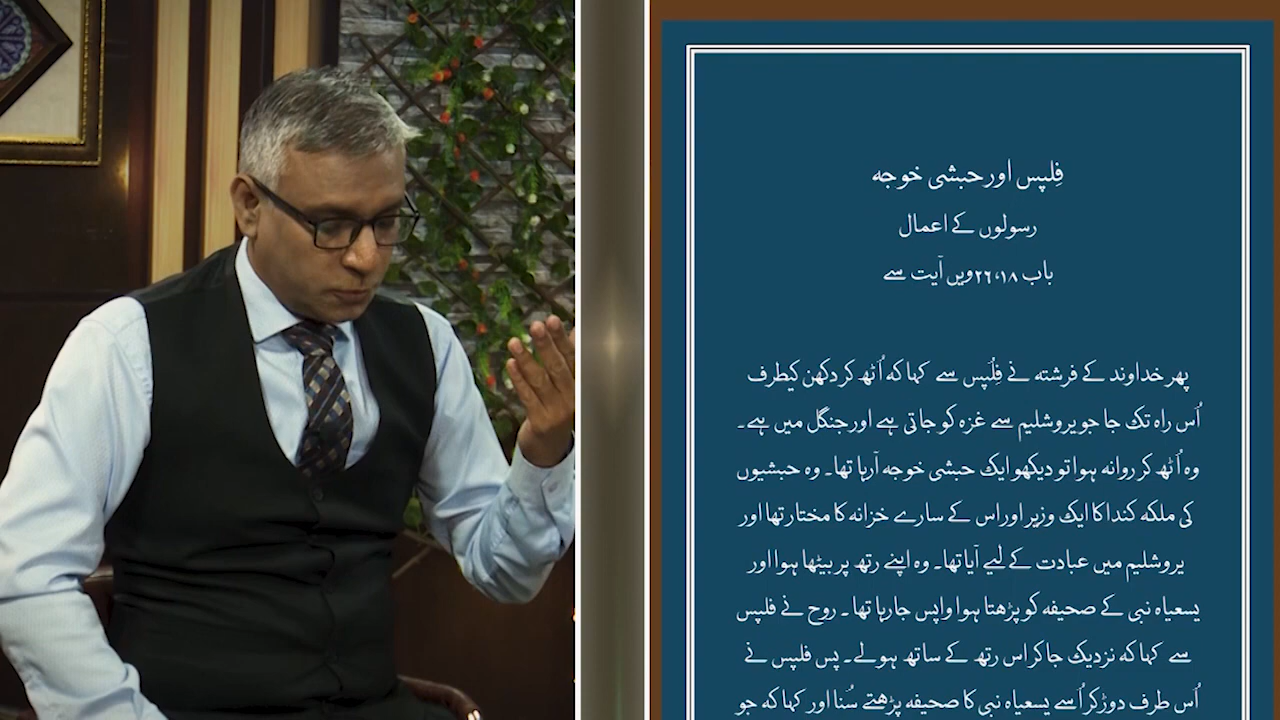 فِلپس اور حبشی خوجہ
رسولوں کے اعمال
باب ۱۸، ۲۶ویں آیت سے
پھر خداوند کے فرشتہ نے فِلُپس سے کہا کہ اُٹھ کر دکھن کیطرف
اُس راہ تک جا جو یروشلیم سے غزہ کو جاتی ہے اور جنگل میں ہے۔
وہ اُٹھ کر روانہ ہوا تو دیکھو ایک حبشی خوجہ آرہا تھا۔ وہ حبشیوں
کی ملکہ کنداکا ایک وزیر اور اس کے سارے خزانہ کا مختار تھا اور
یروشلیم میں عبادت کے لیے آیا تھا۔ وہ اپنے رتھ پر بیٹھا ہوا اور
یسعیاہ نبی کے صحیفہ کو پڑھتا ہوا واپس جارہا تھا۔ روح نے فلپس
سے کہا کہ نزدیک جاکر اس رتھ کے ساتھ ہولے۔ پس فلپس نے
اُس طرف دوڑ کر اُسے یسعیاہ نبی کا صحیفہ پڑھتے سُنا اور کہا کہ جو